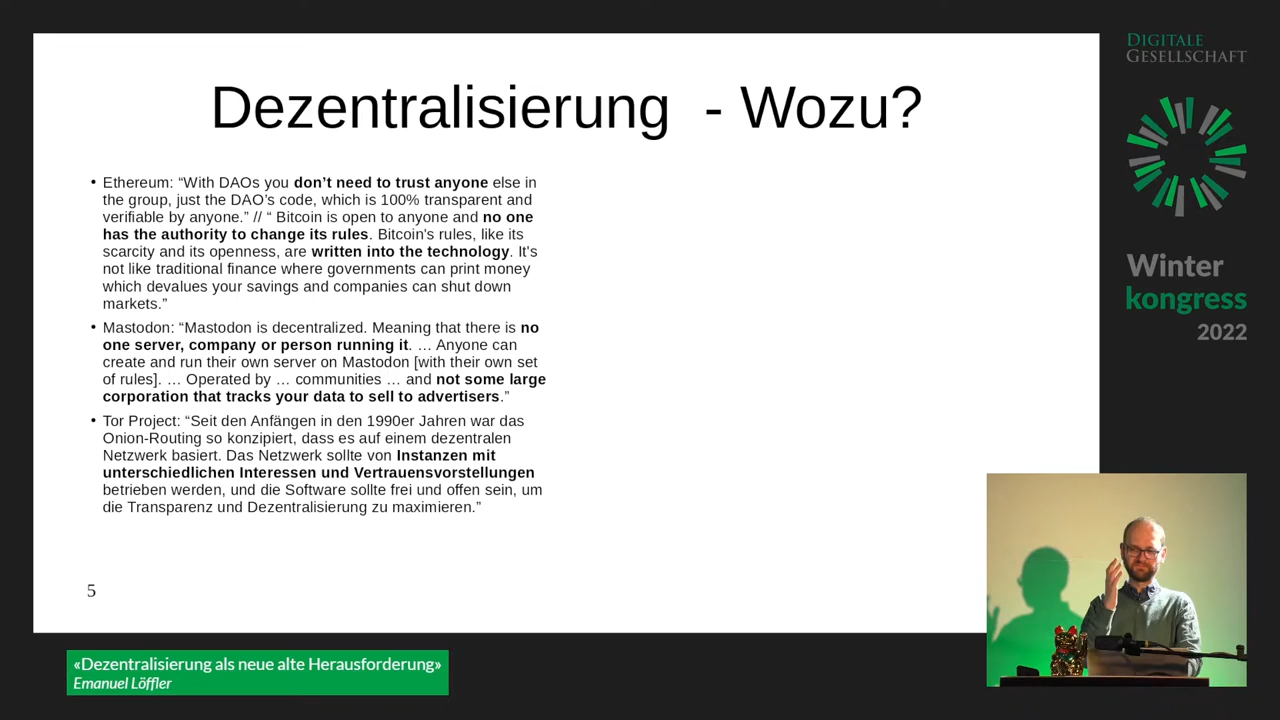 Dezentralisierung - Wozu?
• Ethereum: “With DAOs you don’t need to trust anyone else in
the group, just the DAO’s code, which is 100% transparent and
verifiable by anyone.” // “ Bitcoin is open to anyone and no one
has the authority to change its rules. Bitcoin's rules, like its
scarcity and its openness, are written into the technology. It's
not like traditional finance where governments can print money
which devalues your savings and companies can shut down
markets.”
• Mastodon: “Mastodon is decentralized. Meaning that there is no
one server, company or person running it. … Anyone can
create and run their own server on Mastodon [with their own set
of rules]. … Operated by … communities … and not some large
corporation that tracks your data to sell to advertisers.”
• Tor Project: “Seit den Anfängen in den 1990er Jahren war das
Onion-Routing so konzipiert, dass es auf einem dezentralen
Netzwerk basiert. Das Netzwerk sollte von Instanzen mit
unterschiedlichen Interessen und Vertrauensvorstellungen
betrieben werden, und die Software sollte frei und offen sein, um
die Transparenz und Dezentralisierung zu maximieren.”
5
DIGITALE
GESELLSCHAFT
Winter
kongress
2022
«Dezentralisierung als neue alte Herausforderung»
Emanuel Löffler